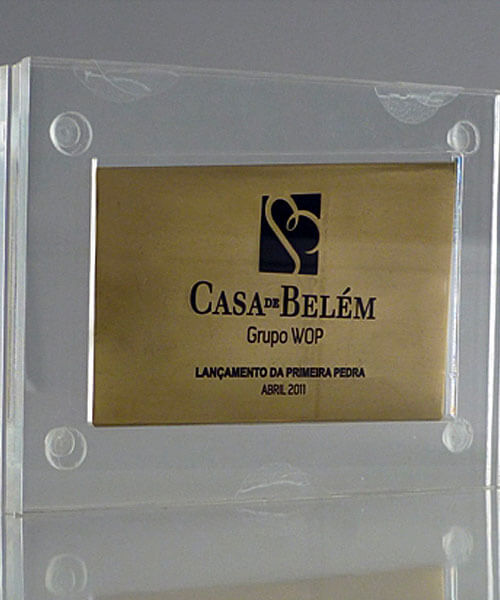 CASA DE BELÉM
Grupo WOP
LANÇAMENTO DA PRIMEIRA PEDRA
ABRIL 2011